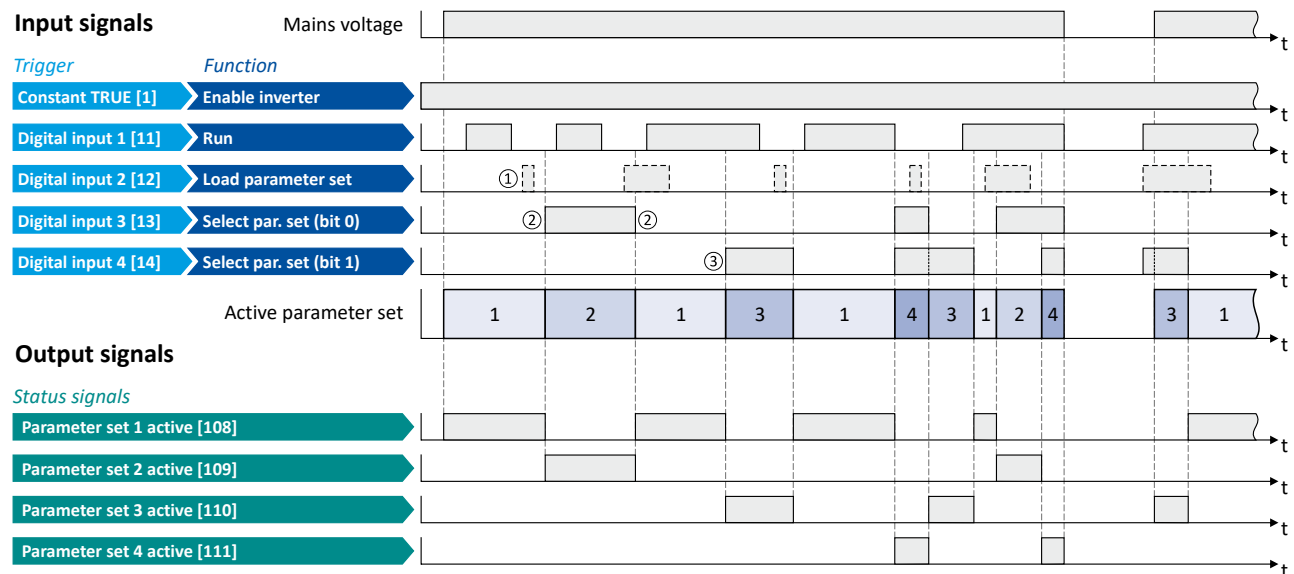 Input signals
Mains voltage
t
Trigger Function
Constant TRUE [1] Enable inverter
t
Digital input 1 [11] Run
t
Digital input 2 [12] Load parameter set
①
t
Digital input 3 [13] Select par. set (bit 0)
② ②
t
Digital input 4 [14] Select par. set (bit 1)
③
t
Active parameter set
1 2 1 3 1 4 3 1 2 4 3 1
t
Output signals
Status signals
Parameter set 1 active [108]
t
Parameter set 2 active [109]
t
Parameter set 3 active [110]
t
Parameter set 4 active [111]
t